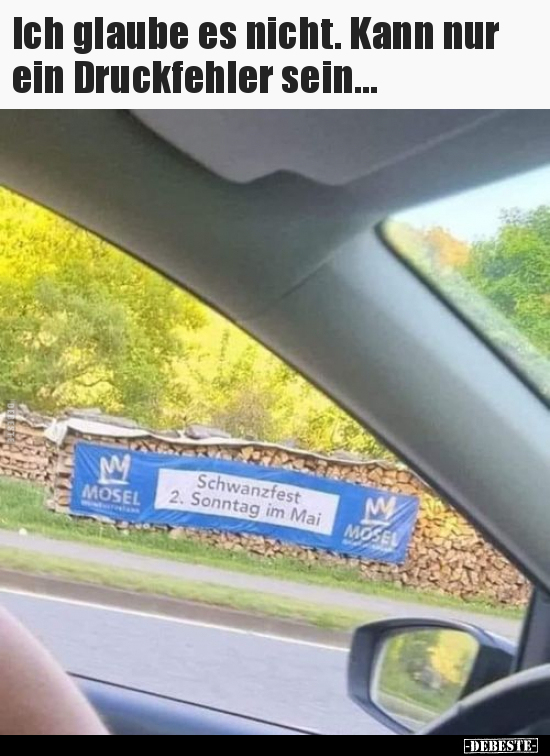 Ich glaube es nicht. Kann nur
ein Druckfehler sein...
MOSEL
Schwanzfest
2. Sonntag im Mai
MOSEL
-DEBESTE-